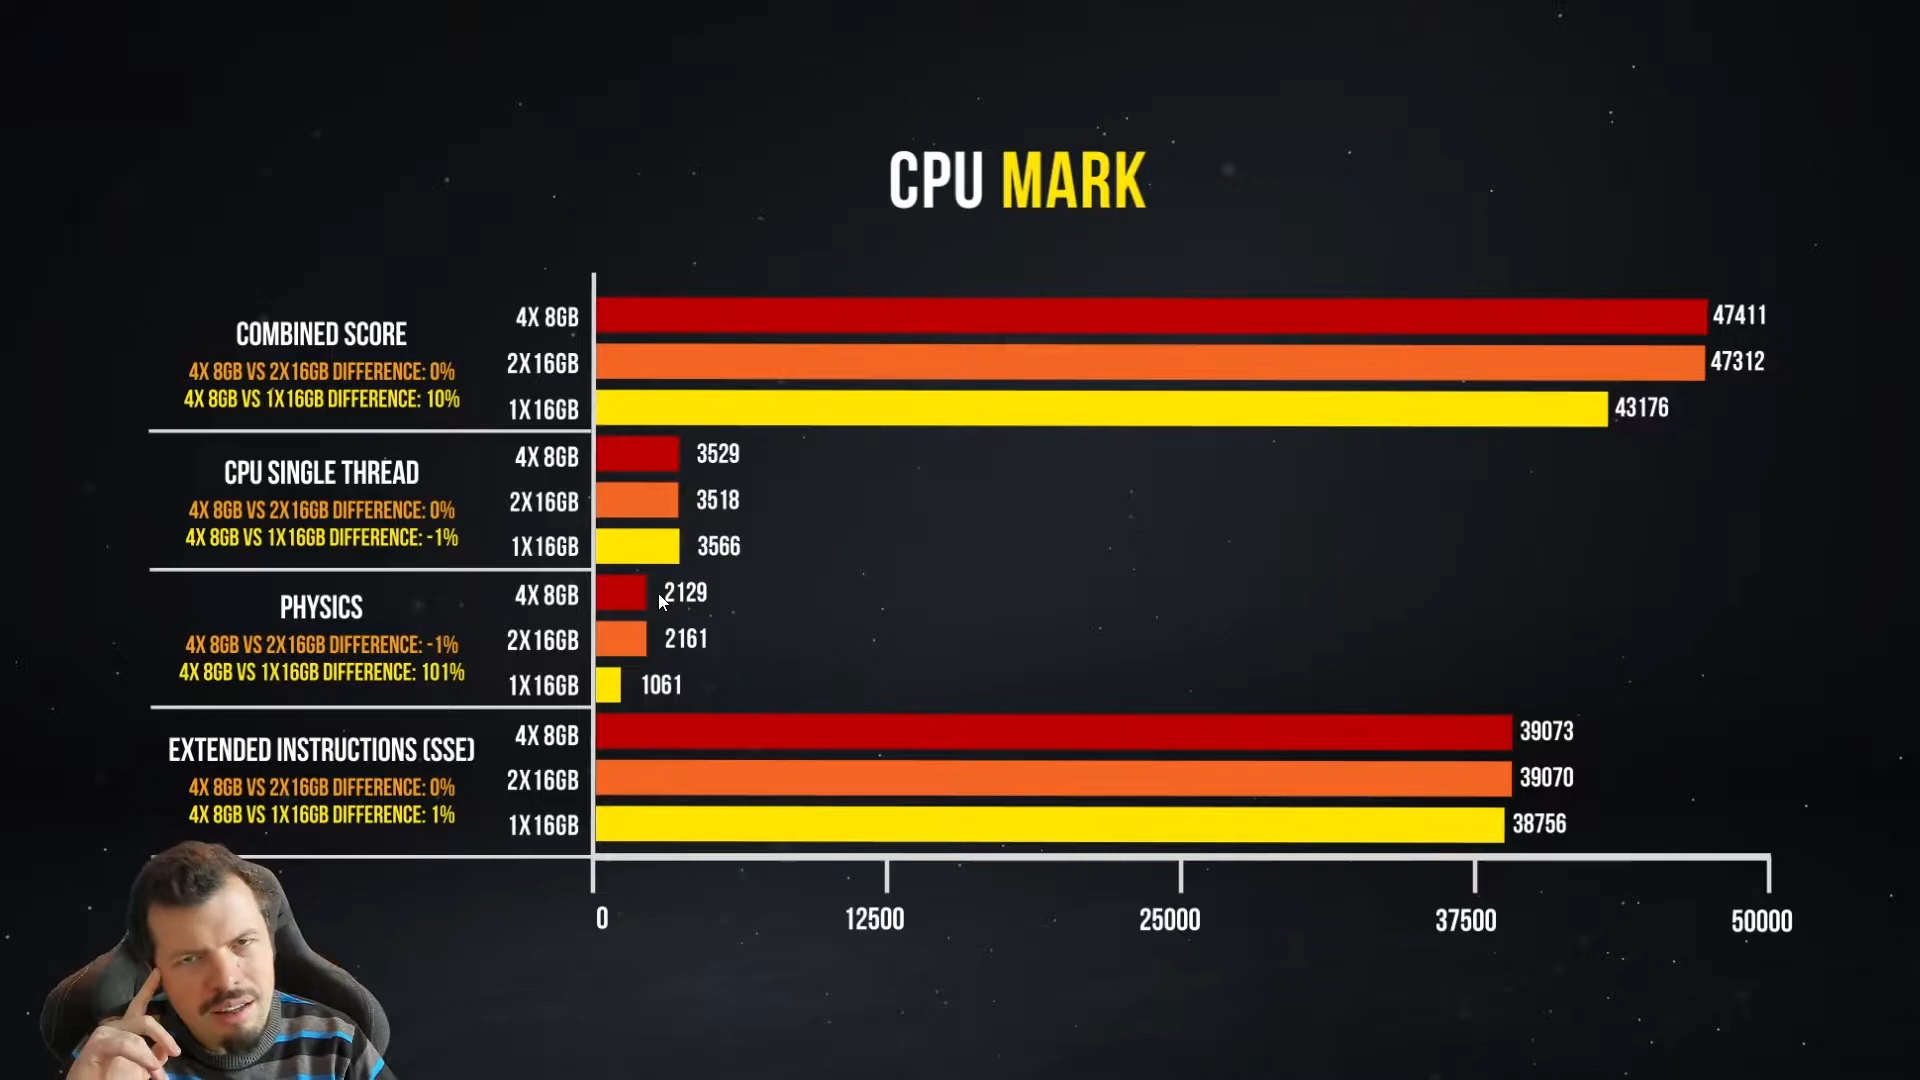 CPU MARK
COMBINED SCORE
4X 8GB VS 2X16GB DIFFERENCE: 0%
4X 8GB VS 1X16GB DIFFERENCE: 10%
4X 8GB 47411
2X16GB 47312
1X16GB 43176
CPU SINGLE THREAD
4X 8GB VS 2X16GB DIFFERENCE: 0%
4X 8GB VS 1X16GB DIFFERENCE: -1%
4X 8GB 3529
2X16GB 3518
1X16GB 3566
PHYSICS
4X 8GB VS 2X16GB DIFFERENCE: -1%
4X 8GB VS 1X16GB DIFFERENCE: 101%
4X 8GB 2129
2X16GB 2161
1X16GB 1061
EXTENDED INSTRUCTIONS (SSE)
4X 8GB VS 2X16GB DIFFERENCE: 0%
4X 8GB VS 1X16GB DIFFERENCE: 1%
4X 8GB 39073
2X16GB 39070
1X16GB 38756
0 12500 25000 37500 50000